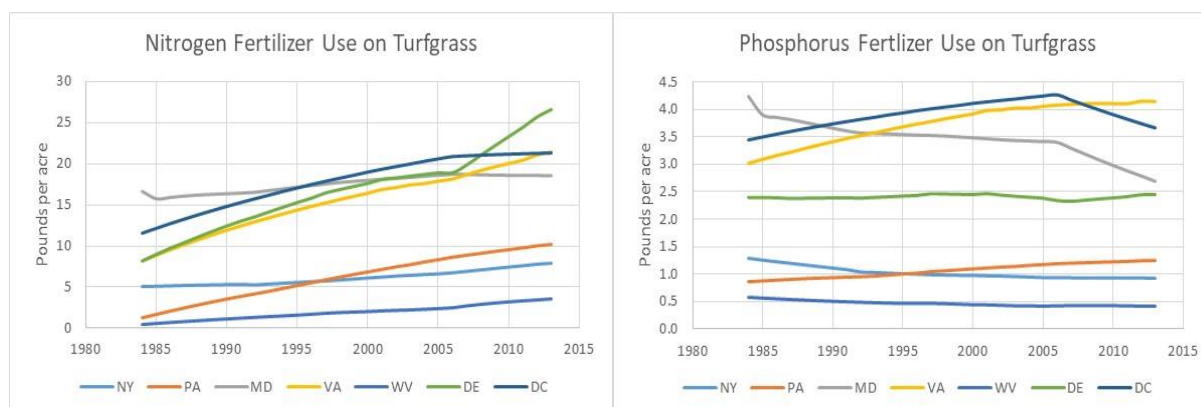 Nitrogen Fertilizer Use on Turfgrass
30
25
20
15
10
5
0
Pounds per acre
1980 1985 1990 1995 2000 2005 2010 2015
NY PA MD VA WV DE DC
Phosphorus Fertlizer Use on Turfgrass
4.5
4.0
3.5
3.0
2.5
2.0
1.5
1.0
0.5
0.0
Pounds per acre
1980 1985 1990 1995 2000 2005 2010 2015
NY PA MD VA WV DE DC